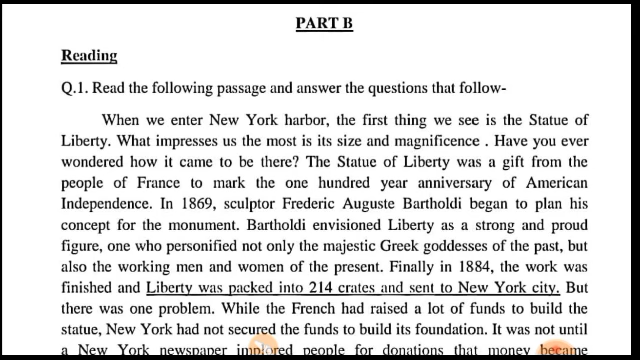 PART B
Reading
Q.1. Read the following passage and answer the questions that follow-
When we enter New York harbor, the first thing we see is the Statue of
Liberty. What impresses us the most is its size and magnificence . Have you ever
wondered how it came to be there? The Statue of Liberty was a gift from the
people of France to mark the one hundred year anniversary of American
Independence. In 1869, sculptor Frederic Auguste Bartholdi began to plan his
concept for the monument. Bartholdi envisioned Liberty as a strong and proud
figure, one who personified not only the majestic Greek goddesses of the past, but
also the working men and women of the present. Finally in 1884, the work was
finished and Liberty was packed into 214 crates and sent to New York city. But
there was one problem. While the French had raised a lot of funds to build the
statue, New York had not secured the funds to build its foundation. It was not until
a New York newspaper implored people for donations that money became